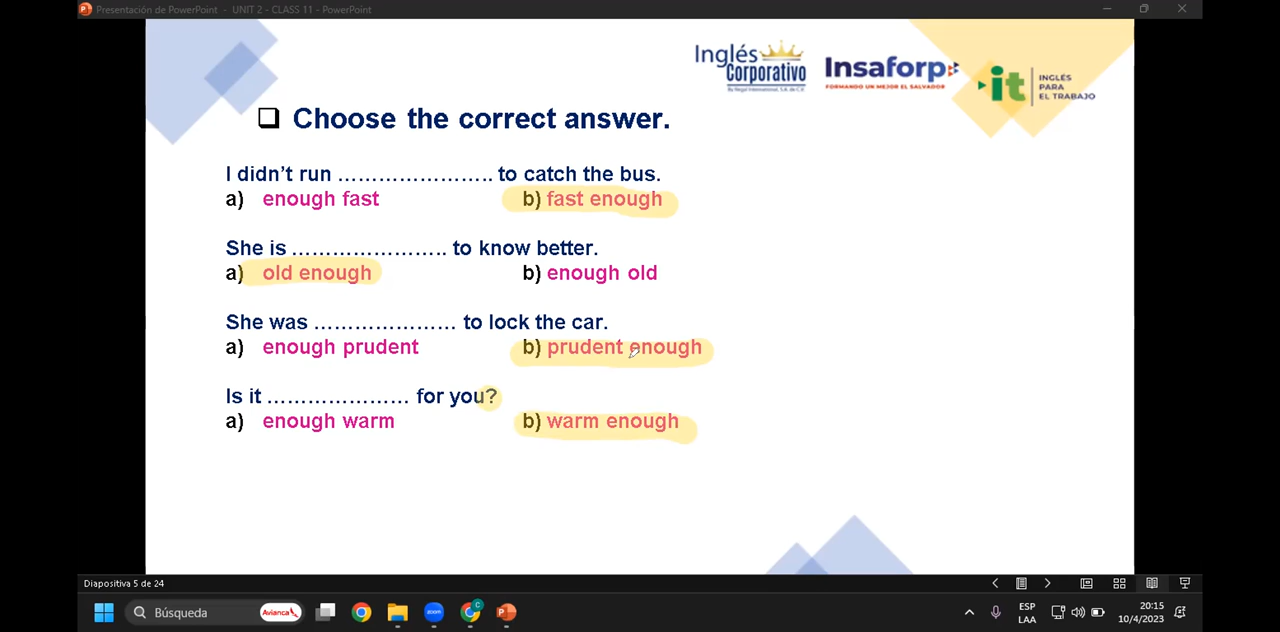 Presentación de PowerPoint - UNIT 2 - CLASS 11 - PowerPoint
Inglés
Corporativo
Insaforp
FORMANDO UN MEJOR EL SALVADOR
it
INGLÉS
PARA
EL TRABAJO
Choose the correct answer.
I didn't run ………………….. to catch the bus.
a) enough fast b) fast enough
She is ………………….. to know better.
a) old enough b) enough old
She was ………………… to lock the car.
a) enough prudent b) prudent enough
Is it ………………… for you?
a) enough warm b) warm enough
Diapositiva 5 de 24
Búsqueda
Avianca
zoom
C
ESP
LAA
20:15
10/4/2023